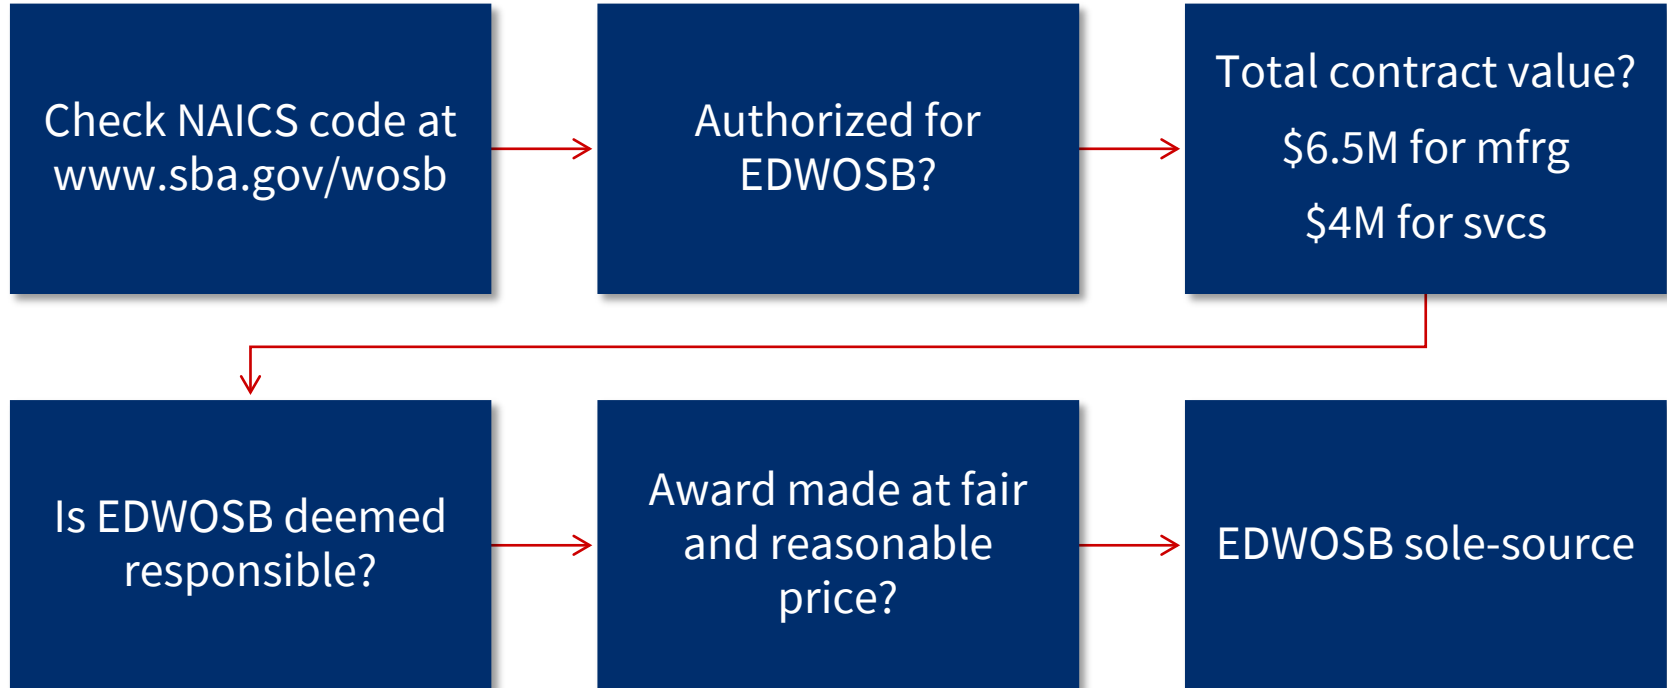 Check NAICS code at
www.sba.gov/wosb
Authorized for
EDWOSB?
Total contract value?
$6.5M for mfrg
$4M for svcs
Is EDWOSB deemed
responsible?
Award made at fair
and reasonable
price?
EDWOSB sole-source